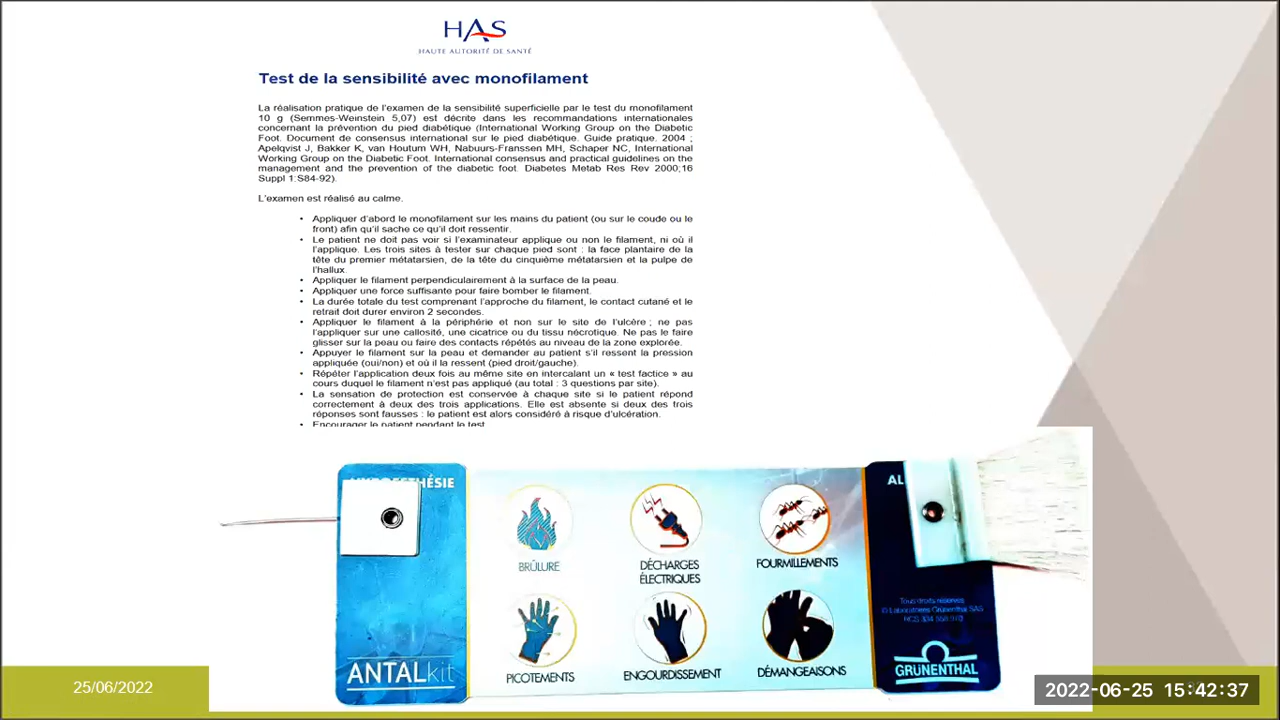 HAS
HAUTE AUTORITÉ DE SANTÉ
Test de la sensibilité avec monofilament
La réalisation pratique de l'examen de la sensibilité superficielle par le test du monofilament
10 g (Semmes-Weinstein 5,07) est décrite dans les recommandations internationales
concernant la prévention du pied diabétique (International Working Group on the Diabetic
Foot. Document de consensus international sur le pied diabétique. Guide pratique. 2004 ;
Apelqvist J, Bakker K, van Houtum WH, Nabuurs-Franssen MH, Schaper NC, International
Working Group on the Diabetic Foot. International consensus and practical guidelines on the
management and the prevention of the diabetic foot. Diabetes Metab Res Rev 2000;16
Suppl 1:S84-92).
L'examen est réalisé au calme.
• Appliquer d'abord le monofilament sur les mains du patient (ou sur le coude ou le
front) afin qu'il sache ce qu'il doit ressentir.
• Le patient ne doit pas voir si l'examinateur applique ou non le filament, ni où il
l'applique. Les trois sites à tester sur chaque pied sont : la face plantaire de la
tête du premier métatarsien, de la tête du cinquième métatarsien et la pulpe de
l'hallux.
• Appliquer le filament perpendiculairement à la surface de la peau.
• Appliquer une force suffisante pour faire bomber le filament.
• La durée totale du test comprenant l'approche du filament, le contact cutané et le
retrait doit durer environ 2 secondes.
• Appliquer le filament à la périphérie et non sur le site de l'ulcère ; ne pas
l'appliquer sur une callosité, une cicatrice ou du tissu nécrotique. Ne pas le faire
glisser sur la peau ou faire des contacts répétés au niveau de la zone explorée.
• Appuyer le filament sur la peau et demander au patient s'il ressent la pression
appliquée (oui/non) et où il la ressent (pied droit/gauche).
• Répéter l'application deux fois au même site en intercalant un « test factice » au
cours duquel le filament n'est pas appliqué (au total : 3 questions par site).
• La sensation de protection est conservée à chaque site si le patient répond
correctement à deux des trois applications. Elle est absente si deux des trois
réponses sont fausses : le patient est alors considéré à risque d'ulcération.
• Encourager le patient pendant le test
BRÛLURE
DÉCHARGES
ÉLECTRIQUES
FOURMILLEMENTS
PICOTEMENTS
ENGOURDISSEMENT
DÉMANGEAISONS
ANTALkit
AL
Tous droits réservés
© Laboratoires Grünenthal SAS
GRÜNENTHAL
25/06/2022
2022-06-25 15:42:37